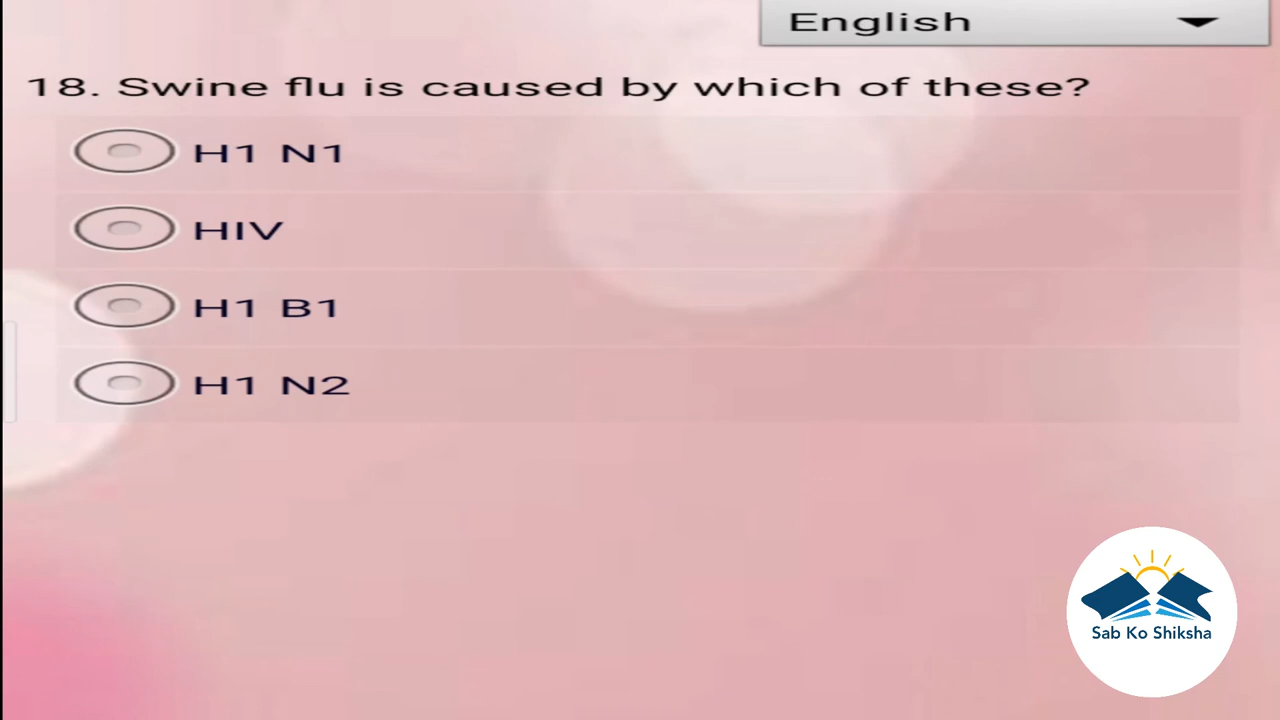 English
18. Swine flu is caused by which of these?
H1 N1
HIV
H1 B1
H1 N2
Sab Ko Shiksha